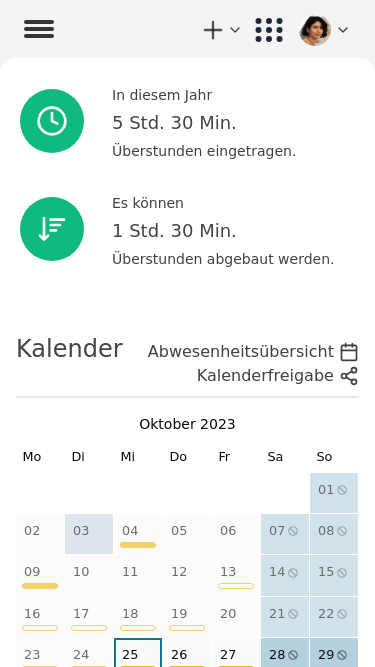 In diesem Jahr
5 Std. 30 Min.
Überstunden eingetragen.
Es können
1 Std. 30 Min.
Überstunden abgebaut werden.
Kalender
Abwesenheitsübersicht
Kalenderfreigabe
Oktober 2023
Mo Di Mi Do Fr Sa So
01
02 03 04 05 06 07 08
09 10 11 12 13 14 15
16 17 18 19 20 21 22
23 24 25 26 27 28 29